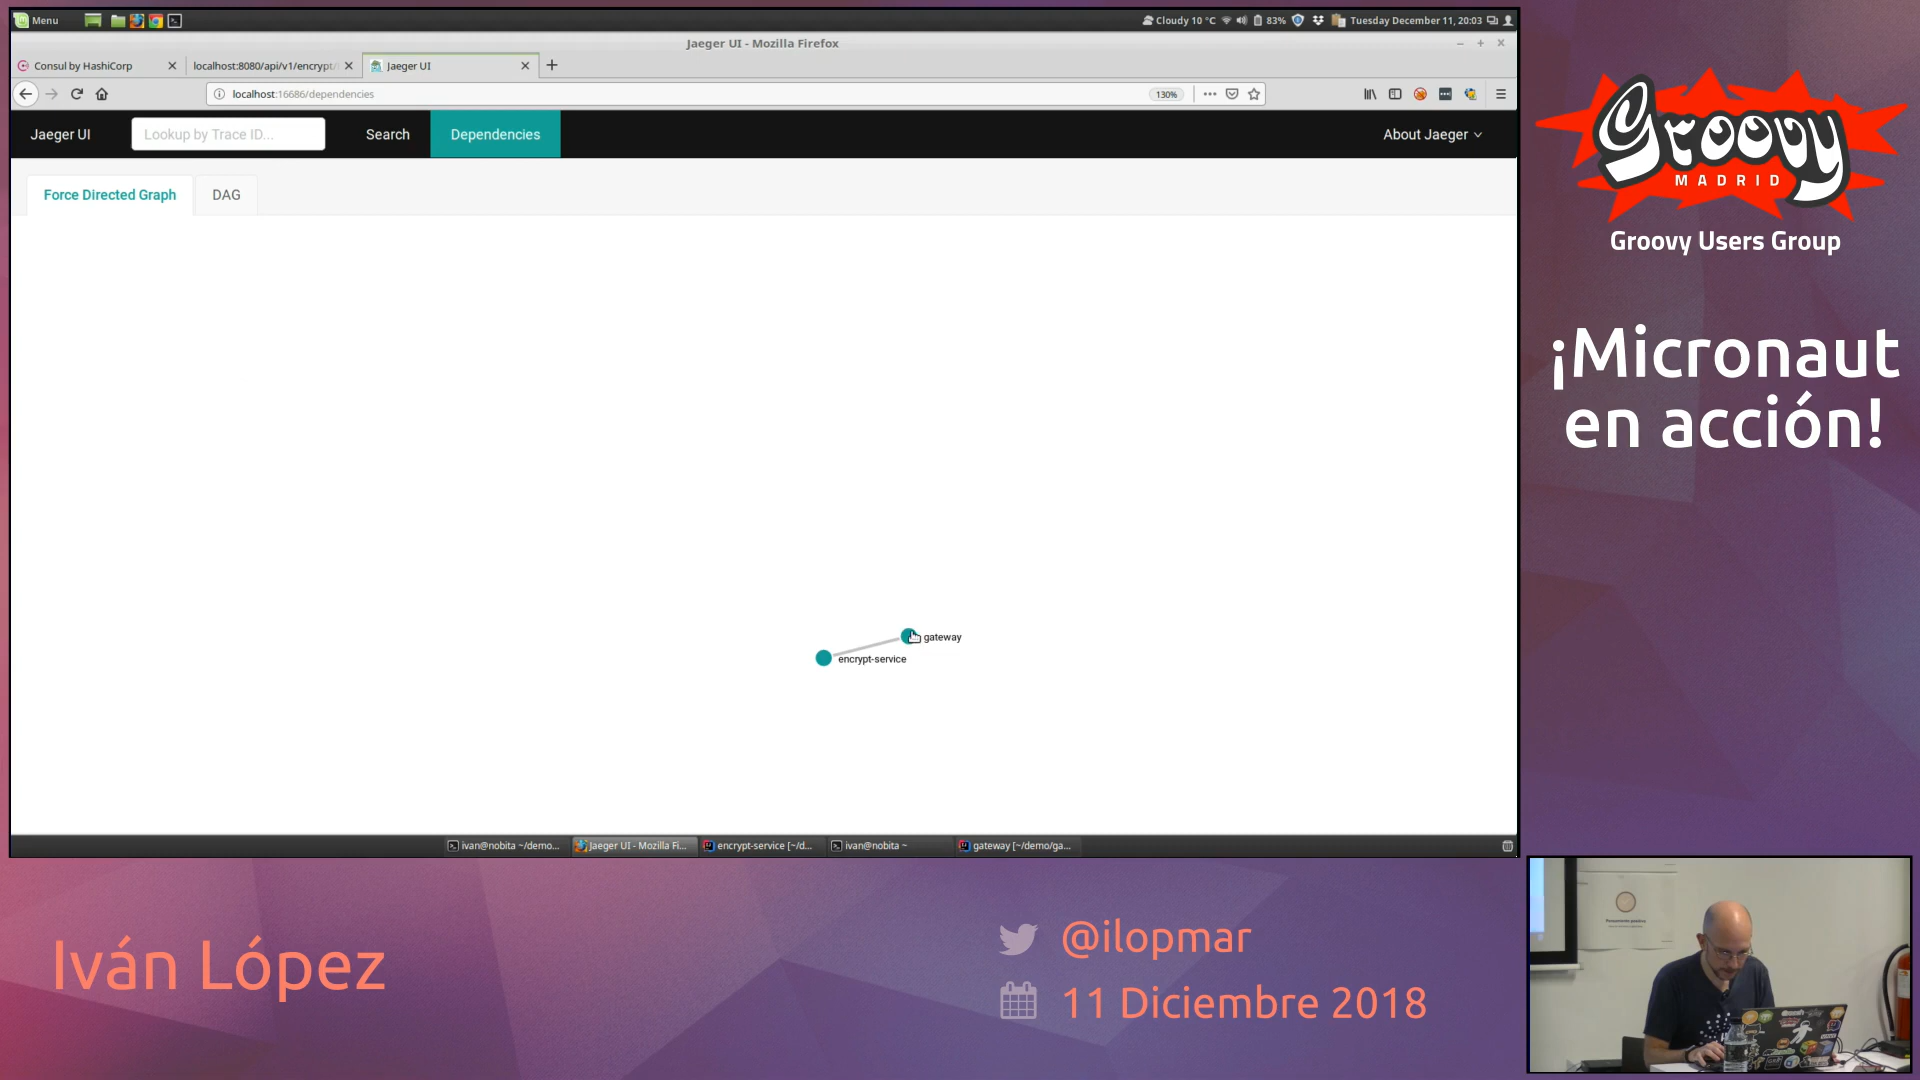 Menu
Cloudy 10 °C
83%
Tuesday December 11, 20:03
Jaeger UI - Mozilla Firefox
Consul by HashiCorp
localhost:8080/api/v1/encrypt/
Jaeger UI
localhost:16686/dependencies
130%
Jaeger UI
Lookup by Trace ID...
Search
Dependencies
About Jaeger
Force Directed Graph
DAG
gateway
encrypt-service
ivan@nobita ~/demo...
Jaeger UI - Mozilla Fi...
encrypt-service [~/d...
ivan@nobita ~
gateway [~/demo/ga...
Groovy
MADRID
Groovy Users Group
¡Micronaut
en acción!
Iván López
@ilopmar
11 Diciembre 2018